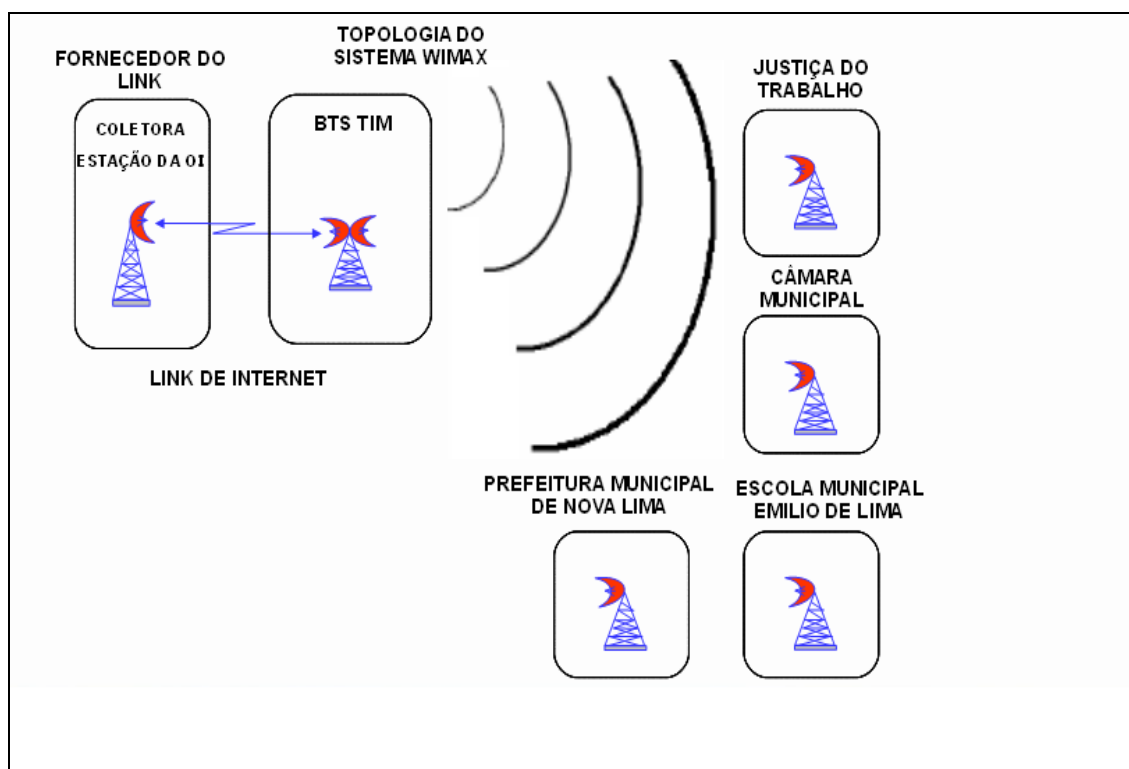 TOPOLOGIA DO
SISTEMA WIMAX
FORNECEDOR DO
LINK
COLETORA
ESTAÇÃO DA OI
BTS TIM
LINK DE INTERNET
JUSTIÇA DO
TRABALHO
CÂMARA
MUNICIPAL
PREFEITURA MUNICIPAL
DE NOVA LIMA
ESCOLA MUNICIPAL
EMILIO DE LIMA